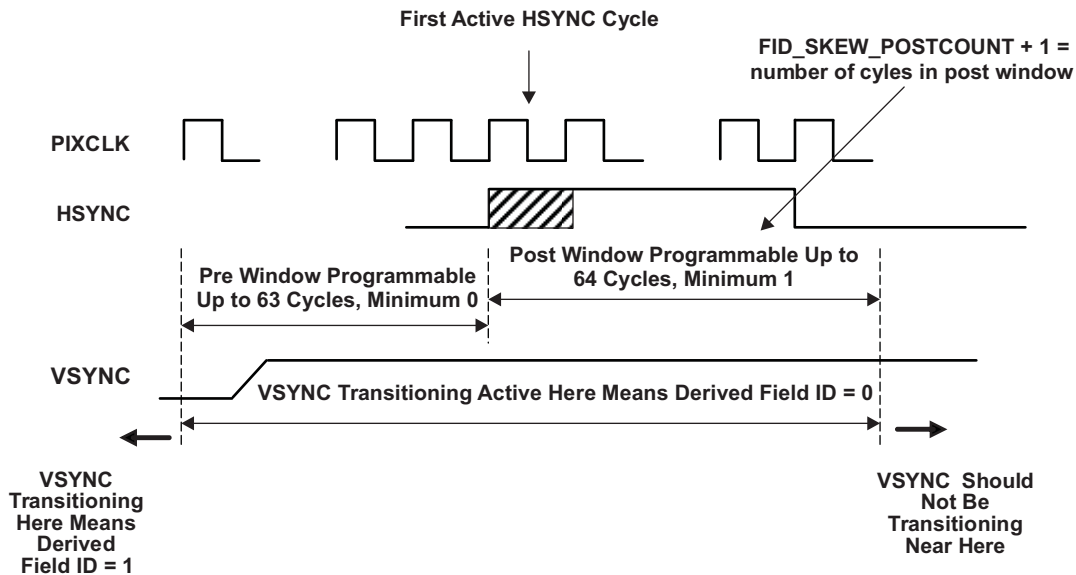 First Active HSYNC Cycle
FID_SKEW_POSTCOUNT + 1 =
number of cyles in post window
PIXCLK
HSYNC
Pre Window Programmable
Up to 63 Cycles, Minimum 0
Post Window Programmable Up to
64 Cycles, Minimum 1
VSYNC
VSYNC Transitioning Active Here Means Derived Field ID = 0
VSYNC
Transitioning
Here Means
Derived
Field ID = 1
VSYNC Should
Not Be
Transitioning
Near Here